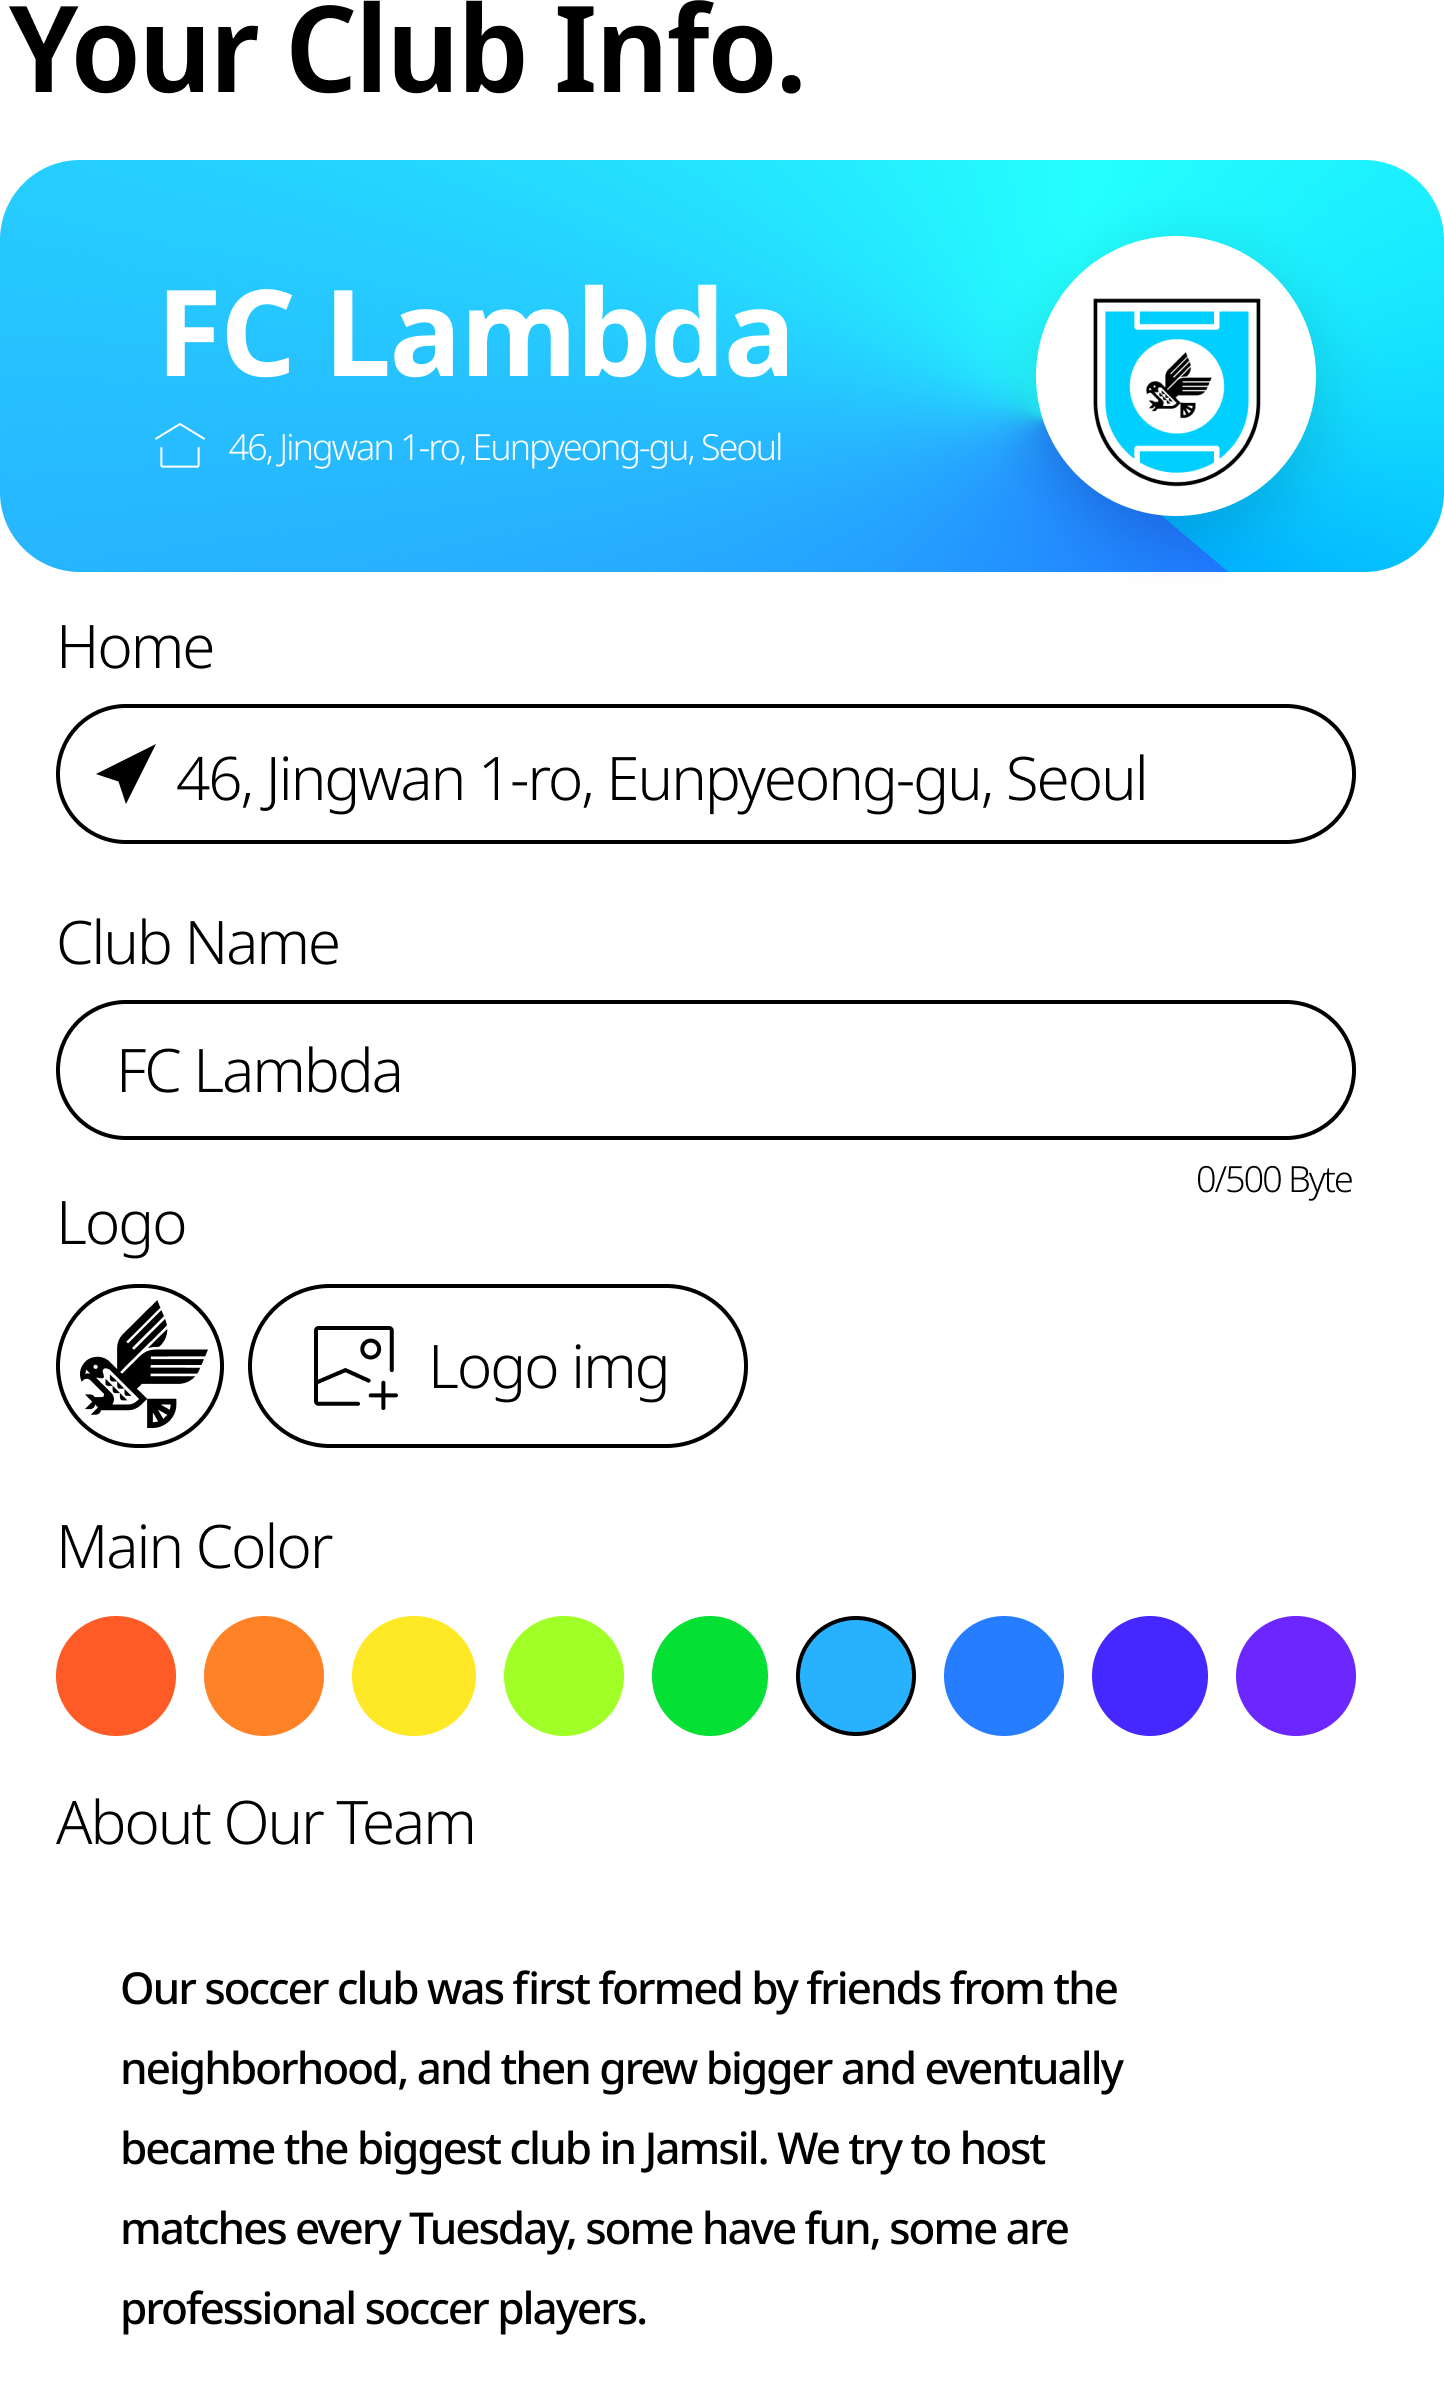 Your Club Info.
FC Lambda
46, Jingwan 1-ro, Eunpyeong-gu, Seoul
Home
46, Jingwan 1-ro, Eunpyeong-gu, Seoul
Club Name
FC Lambda
0/500 Byte
Logo
Logo img
Main Color
About Our Team
Our soccer club was first formed by friends from the
neighborhood, and then grew bigger and eventually
became the biggest club in Jamsil. We try to host
matches every Tuesday, some have fun, some are
professional soccer players.